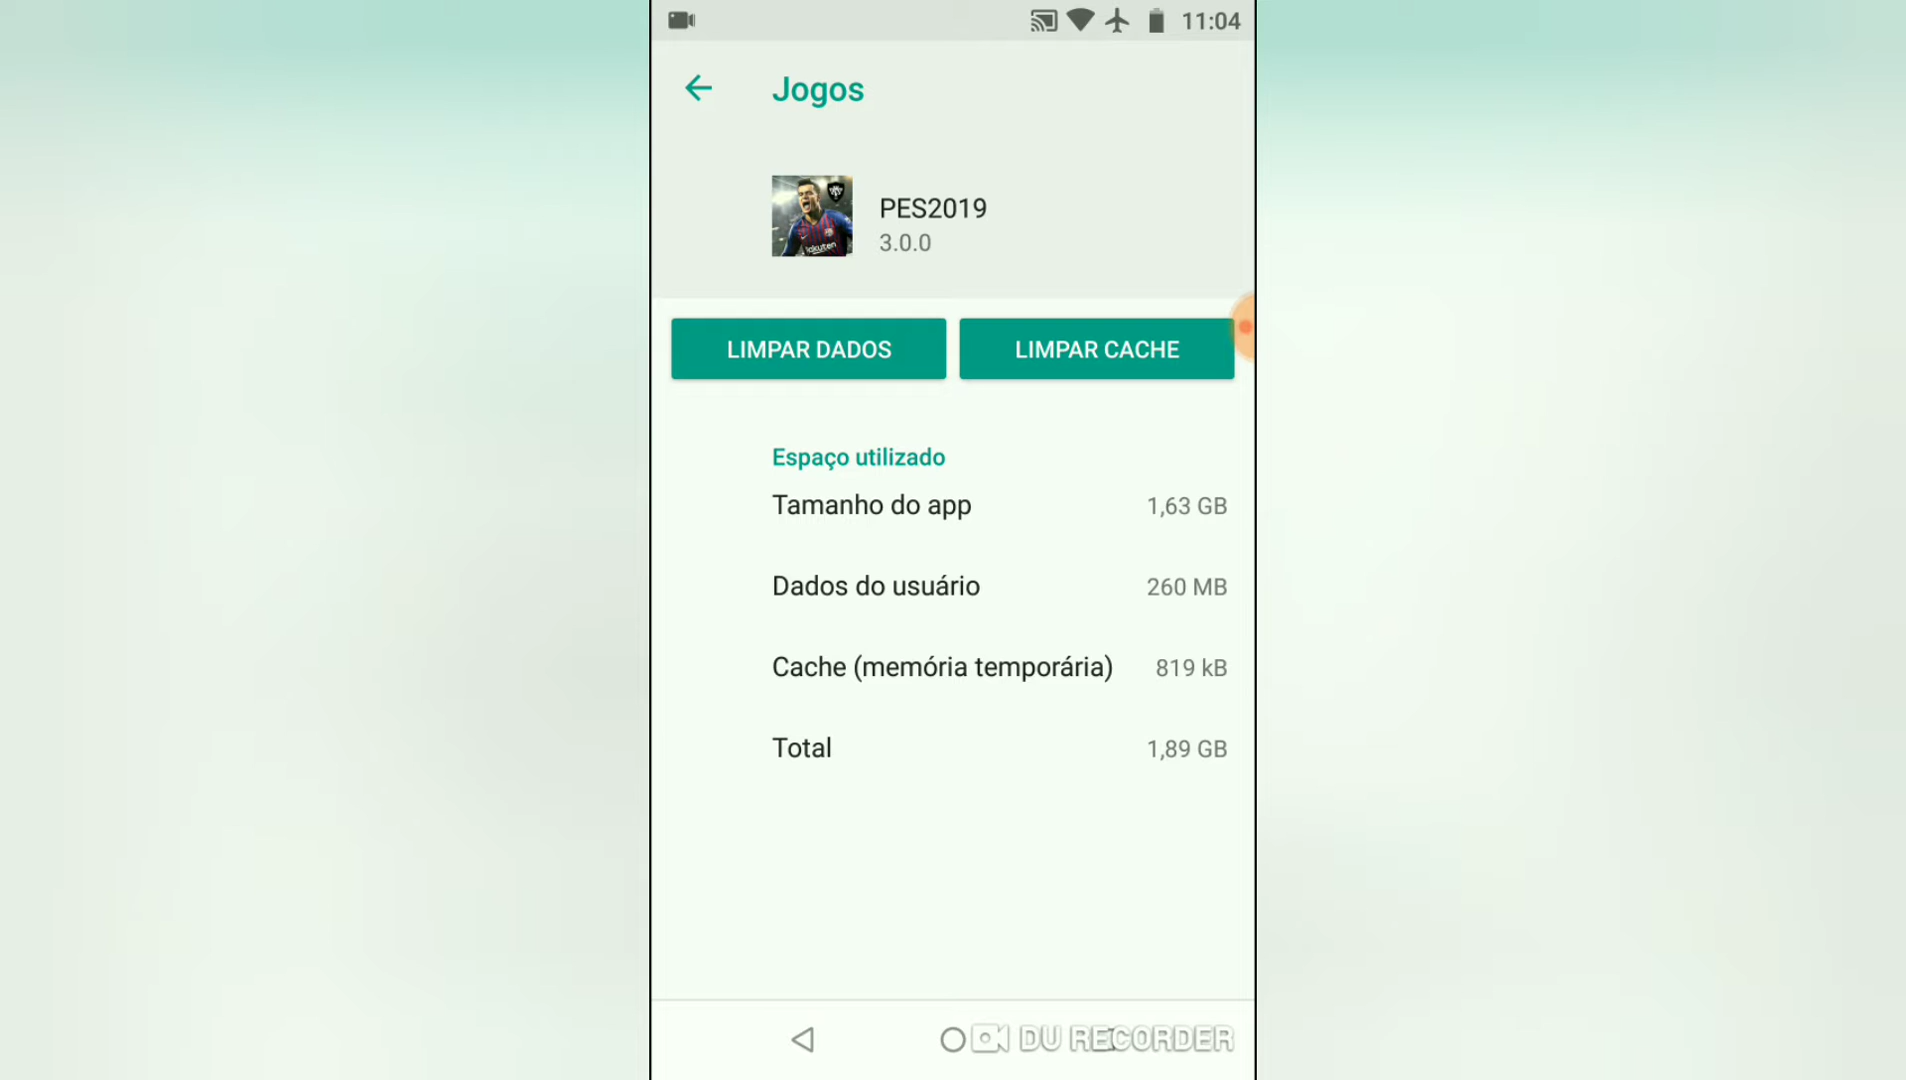 11:04
Jogos
PES2019
3.0.0
Rakuten
LIMPAR DADOS
LIMPAR CACHE
Espaço utilizado
Tamanho do app 1,63 GB
Dados do usuário 260 MB
Cache (memória temporária) 819 kB
Total 1,89 GB
DU RECORDER